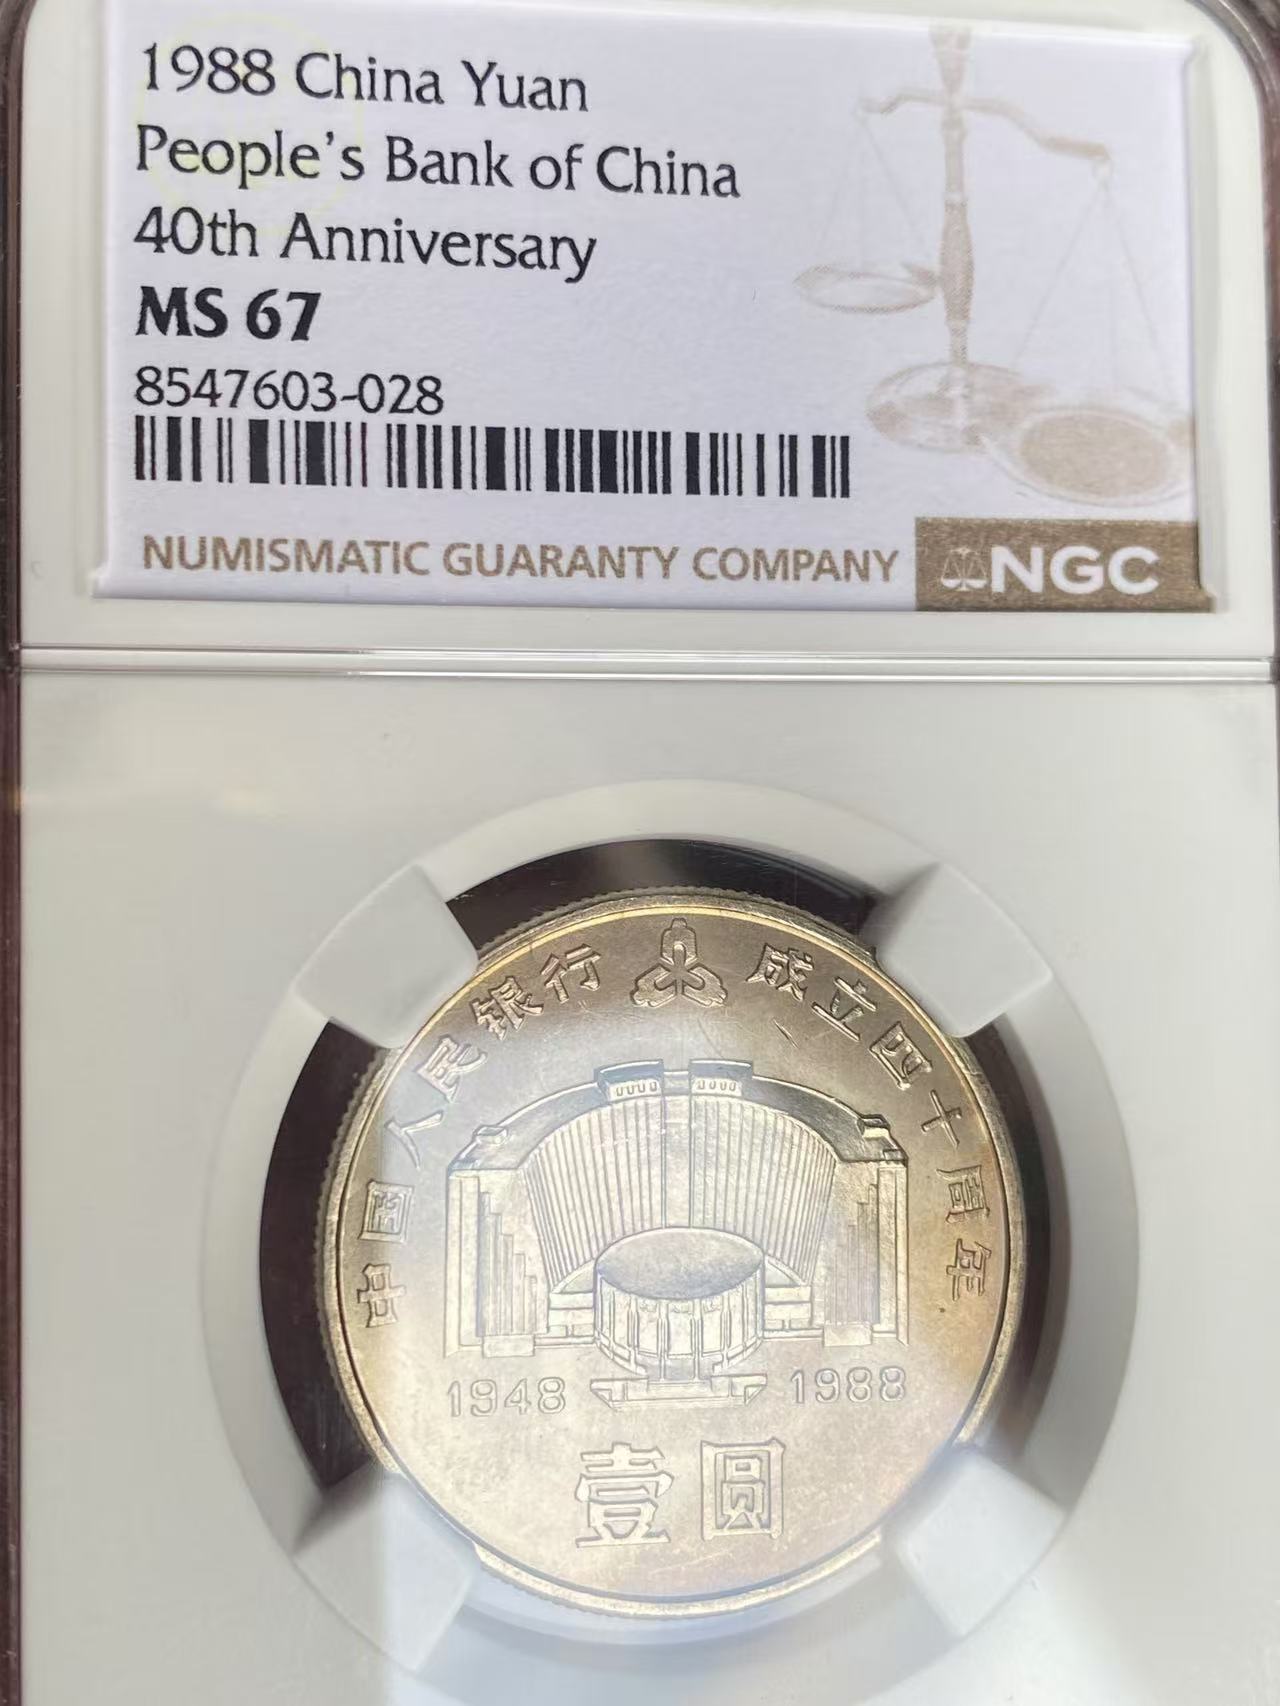 1988 China Yuan
People's Bank of China
40th Anniversary
MS 67
8547603-028
NUMISMATIC GUARANTY COMPANY
NGC
中国人民银行 成立四十周年
1948 1988
壹圆